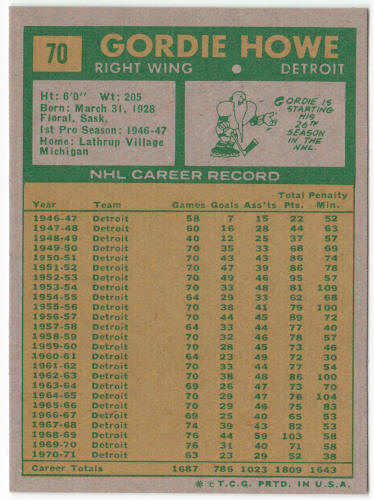 70
GORDIE HOWE
RIGHT WING • DETROIT
Ht: 6'0" Wt: 205
Born: March 31, 1928
Floral, Sask.
1st Pro Season: 1946-47
Home: Lathrup Village
Michigan
GORDIE IS
STARTING HIS
26TH
SEASON
IN THE
NHL.
NHL CAREER RECORD
Total Penalty
Year Team Games Goals Ass'ts Pts. Min.
1946-47 Detroit 58 7 15 22 52
1947-48 Detroit 60 16 28 44 63
1948-49 Detroit 40 12 25 37 57
1949-50 Detroit 70 35 33 68 69
1950-51 Detroit 70 43 43 86 74
1951-52 Detroit 70 47 39 86 78
1952-53 Detroit 70 49 46 95 57
1953-54 Detroit 70 33 48 81 109
1954-55 Detroit 64 29 33 62 68
1955-56 Detroit 70 38 41 79 100
1956-57 Detroit 70 44 45 89 72
1957-58 Detroit 64 33 44 77 40
1958-59 Detroit 70 32 46 78 57
1959-60 Detroit 70 28 45 73 46
1960-61 Detroit 64 23 49 72 30
1961-62 Detroit 70 33 44 77 54
1962-63 Detroit 70 38 48 86 100
1963-64 Detroit 69 26 47 73 70
1964-65 Detroit 70 29 47 76 104
1965-66 Detroit 70 29 46 75 83
1966-67 Detroit 69 25 40 65 53
1967-68 Detroit 74 39 43 82 53
1968-69 Detroit 76 44 59 103 58
1969-70 Detroit 76 31 40 71 58
1970-71 Detroit 63 23 29 52 38
Career Totals 1687 786 1023 1809 1643
© T.C.G. PRTD. IN U.S.A.